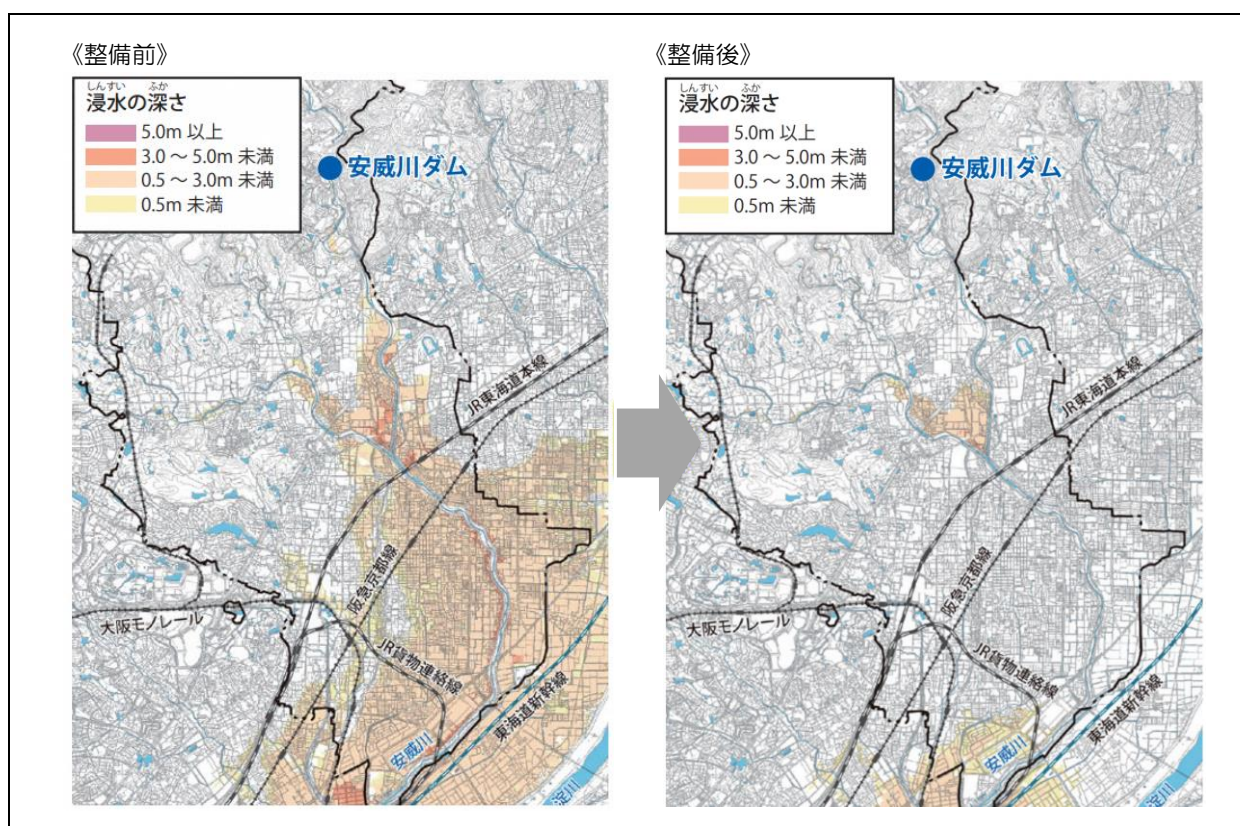 《整備前》
しんすい ふか
浸水の深さ
5.0m 以上
3.0 ～ 5.0m 未満
0.5 ～ 3.0m 未満
0.5m 未満
安威川ダム
JR東海道本線
阪急京都線
大阪モノレール
JR貨物連絡線
安威川
東海道新幹線
淀川
《整備後》
しんすい ふか
浸水の深さ
5.0m 以上
3.0 ～ 5.0m 未満
0.5 ～ 3.0m 未満
0.5m 未満
安威川ダム
JR東海道本線
阪急京都線
大阪モノレール
JR貨物連絡線
安威川
東海道新幹線
淀川